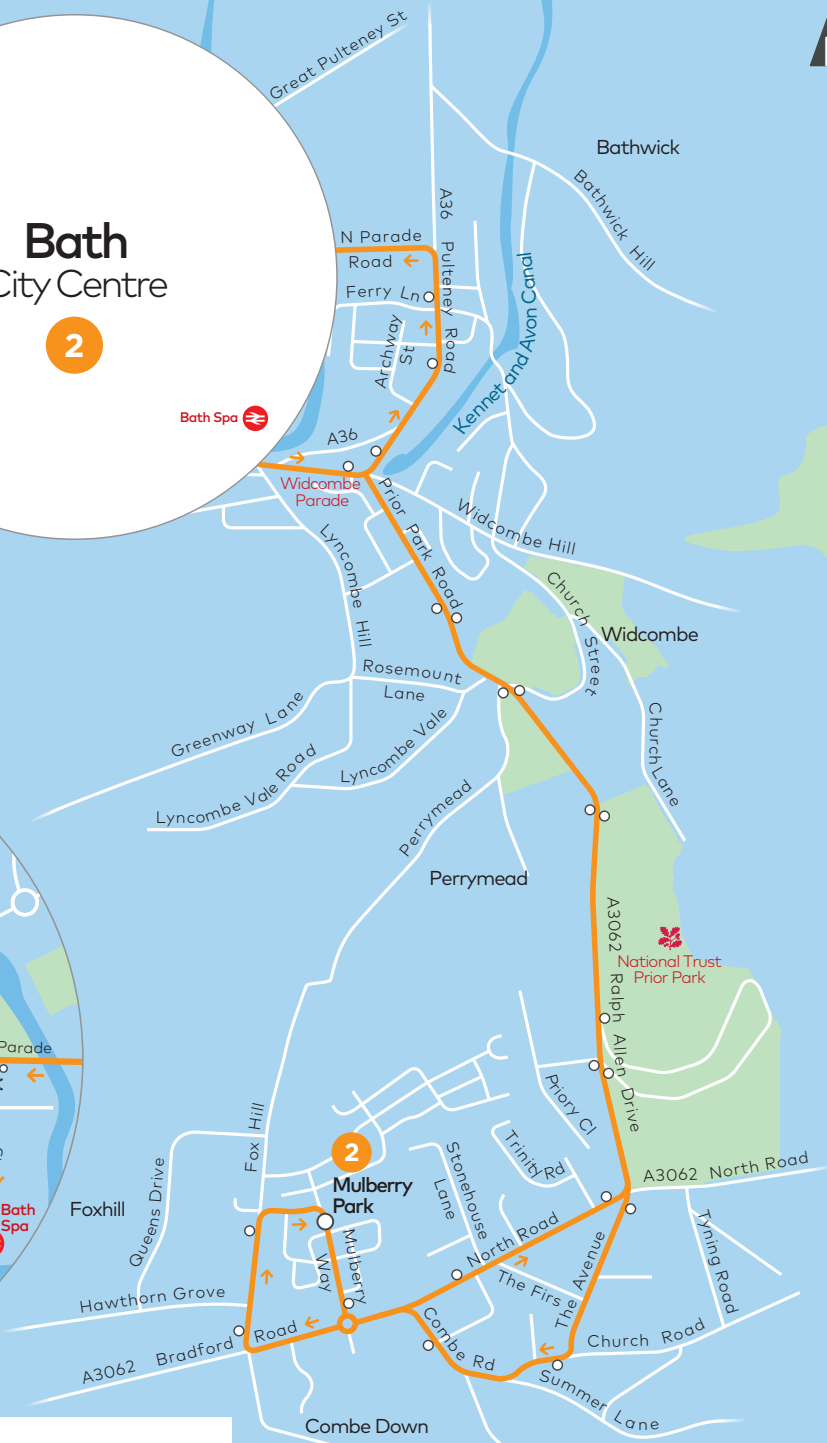 Great Pulteney St
Bathwick
Bathwick Hill
Bath
City Centre
2
Bath Spa
A36 Pulteney Road
N Parade
Road
Ferry Ln
Archway
St
Kennet and Avon Canal
A36
Widcombe
Parade
Prior Park Road
Widcombe Hill
Lyncombe Hill
Church Street
Widcombe
Rosemount
Lane
Church Lane
Greenway Lane
Lyncombe Vale
Lyncombe Vale Road
Perrymead
Perrymead
A3062 Ralph Allen Drive
National Trust
Prior Park
Parade
Priory Cl
Fox Hill
2
Mulberry
Park
Trinity Rd
Stonehouse
Lane
A3062 North Road
Bath
Spa
Foxhill
Queens Drive
Mulberry
Way
North Road
The Firs
The Avenue
Tyning Road
Hawthorn Grove
A3062 Bradford Road
Combe Rd
Church Road
Summer Lane
Combe Down